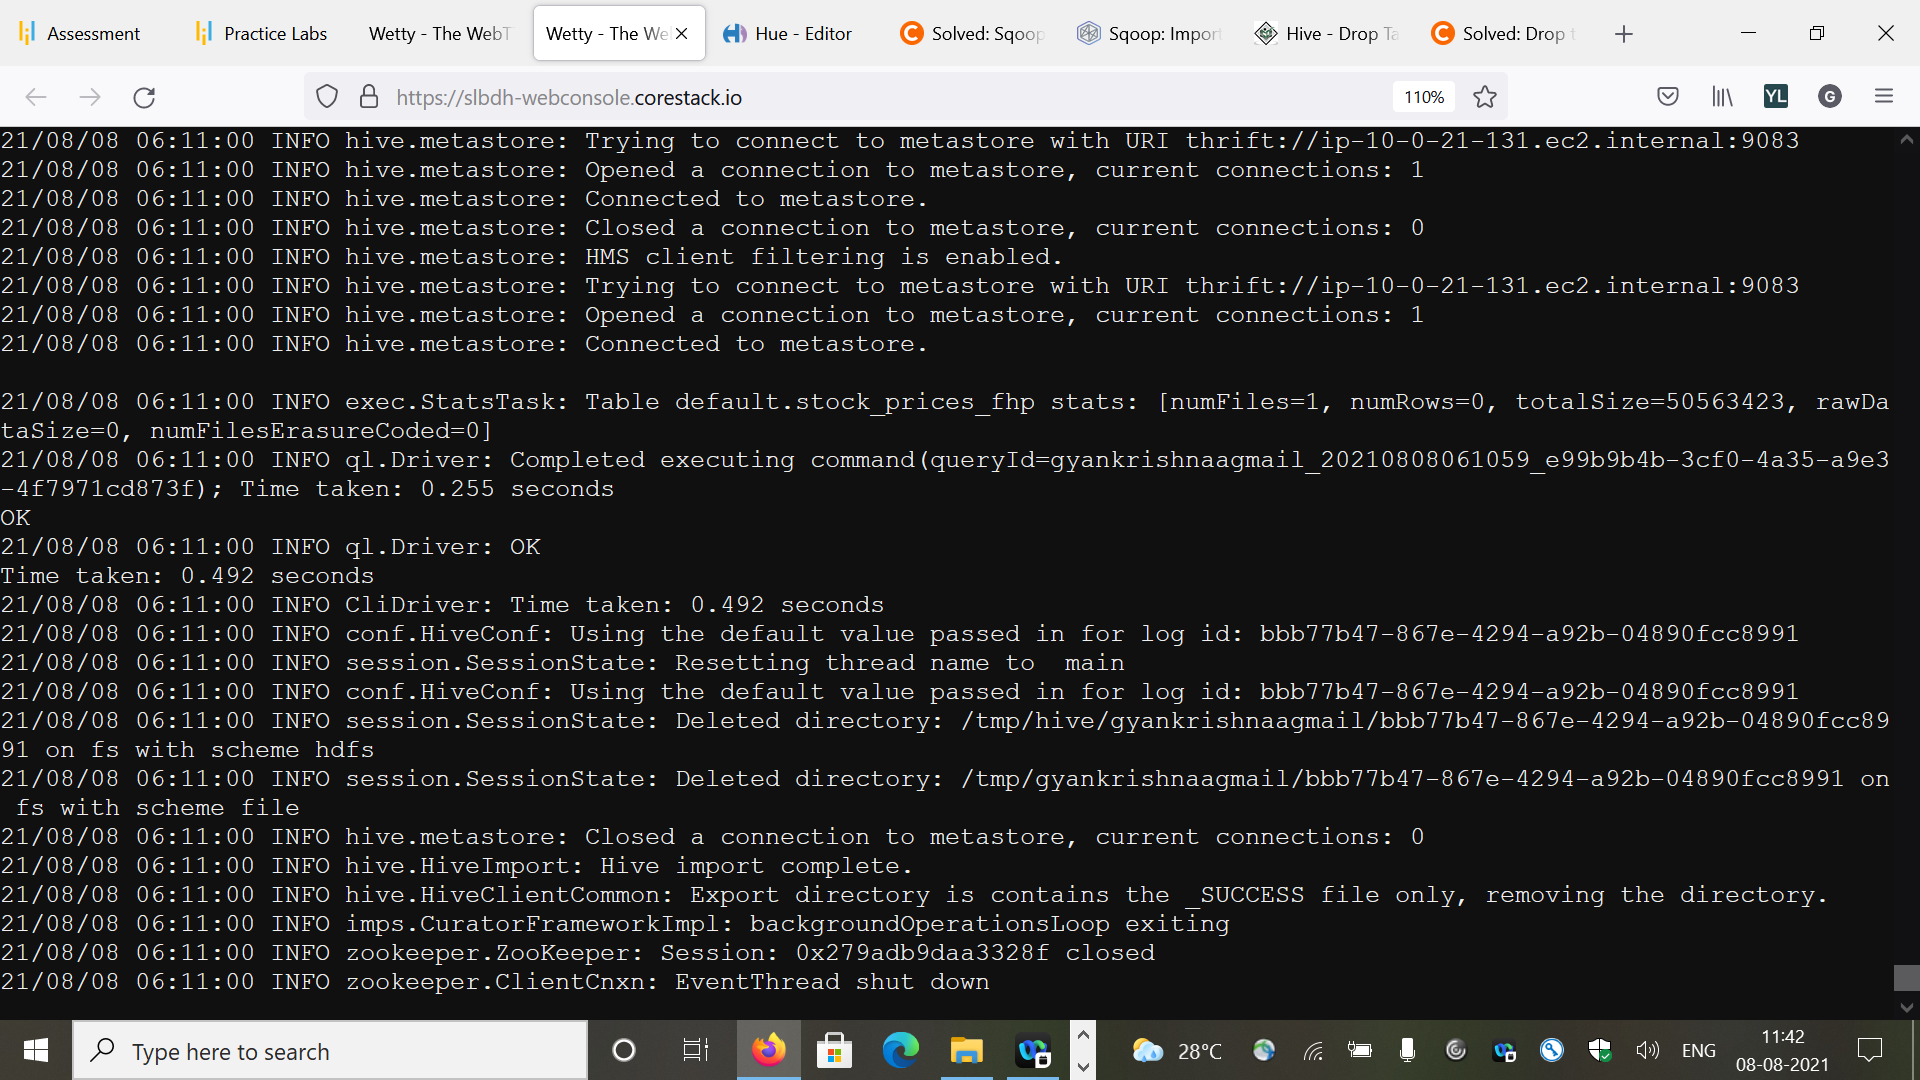 Assessment
Practice Labs
Wetty - The WebT
Wetty - The We
Hue - Editor
Solved: Sqoop
Sqoop: Import
Hive - Drop Ta
Solved: Drop t
https://slbdh-webconsole.corestack.io
110%
YL
G
21/08/08 06:11:00 INFO hive.metastore: Trying to connect to metastore with URI thrift://ip-10-0-21-131.ec2.internal:9083
21/08/08 06:11:00 INFO hive.metastore: Opened a connection to metastore, current connections: 1
21/08/08 06:11:00 INFO hive.metastore: Connected to metastore.
21/08/08 06:11:00 INFO hive.metastore: Closed a connection to metastore, current connections: 0
21/08/08 06:11:00 INFO hive.metastore: HMS client filtering is enabled.
21/08/08 06:11:00 INFO hive.metastore: Trying to connect to metastore with URI thrift://ip-10-0-21-131.ec2.internal:9083
21/08/08 06:11:00 INFO hive.metastore: Opened a connection to metastore, current connections: 1
21/08/08 06:11:00 INFO hive.metastore: Connected to metastore.
21/08/08 06:11:00 INFO exec.StatsTask: Table default.stock_prices_fhp stats: [numFiles=1, numRows=0, totalSize=50563423, rawDa
taSize=0, numFilesErasureCoded=0]
21/08/08 06:11:00 INFO ql.Driver: Completed executing command(queryId=gyankrishnaagmail_20210808061059_e99b9b4b-3cf0-4a35-a9e3
-4f7971cd873f); Time taken: 0.255 seconds
OK
21/08/08 06:11:00 INFO ql.Driver: OK
Time taken: 0.492 seconds
21/08/08 06:11:00 INFO CliDriver: Time taken: 0.492 seconds
21/08/08 06:11:00 INFO conf.HiveConf: Using the default value passed in for log id: bbb77b47-867e-4294-a92b-04890fcc8991
21/08/08 06:11:00 INFO session.SessionState: Resetting thread name to  main
21/08/08 06:11:00 INFO conf.HiveConf: Using the default value passed in for log id: bbb77b47-867e-4294-a92b-04890fcc8991
21/08/08 06:11:00 INFO session.SessionState: Deleted directory: /tmp/hive/gyankrishnaagmail/bbb77b47-867e-4294-a92b-04890fcc89
91 on fs with scheme hdfs
21/08/08 06:11:00 INFO session.SessionState: Deleted directory: /tmp/gyankrishnaagmail/bbb77b47-867e-4294-a92b-04890fcc8991 on
fs with scheme file
21/08/08 06:11:00 INFO hive.metastore: Closed a connection to metastore, current connections: 0
21/08/08 06:11:00 INFO hive.HiveImport: Hive import complete.
21/08/08 06:11:00 INFO hive.HiveClientCommon: Export directory is contains the _SUCCESS file only, removing the directory.
21/08/08 06:11:00 INFO imps.CuratorFrameworkImpl: backgroundOperationsLoop exiting
21/08/08 06:11:00 INFO zookeeper.ZooKeeper: Session: 0x279adb9daa3328f closed
21/08/08 06:11:00 INFO zookeeper.ClientCnxn: EventThread shut down
Type here to search
28°C
ENG
11:42
08-08-2021